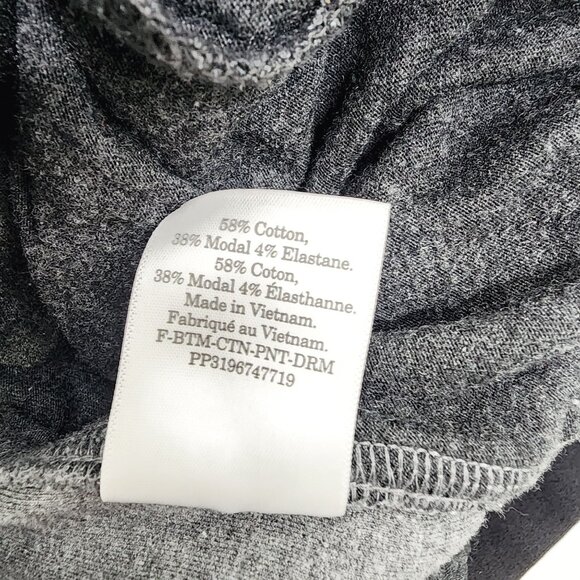 58% Cotton,
38% Modal 4% Elastane.
58% Coton,
38% Modal 4% Élasthanne.
Made in Vietnam.
Fabriqué au Vietnam.
F-BTM-CTN-PNT-DRM
PP3196747719